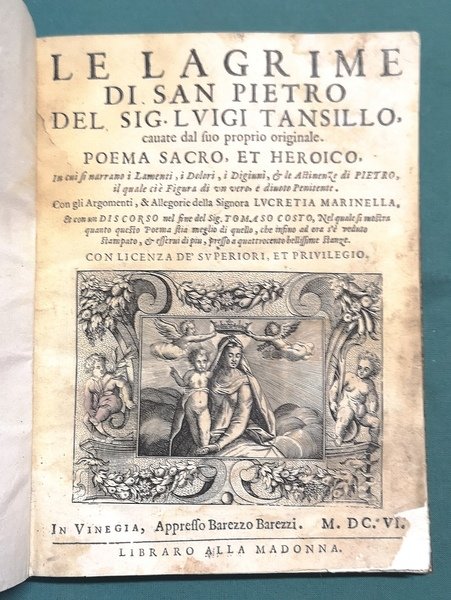 LE LAGRIME
DI SAN PIETRO
DEL SIG. LVIGI TANSILLO,
cauate dal ſuo proprio originale.
POEMA SACRO, ET HEROICO,
In cui ſi narrano i Lamenti, i Dolori, i Digiuni, & le Aſtinenze di PIETRO,
il quale ci è Figura di vn vero, e diuoto Penitente.
Con gli Argomenti, & Allegorie della Signora LVCRETIA MARINELLA,
& con vn DISCORSO nel fine del Sig. TOMASO COSTO, Nel quale ſi moſtra
quanto queſto Poema ſtia meglio di quello, che inſino ad ora s'è veduto
Stampato, & eſſerui di piu, preſſo a quattrocento belliſsime Stanze.
CON LICENZA DE' SVPERIORI, ET PRIVILEGIO.
IN VINEGIA, Appreſſo Barezzo Barezzi. M. DC. VI.
LIBRARO ALLA MADONNA.